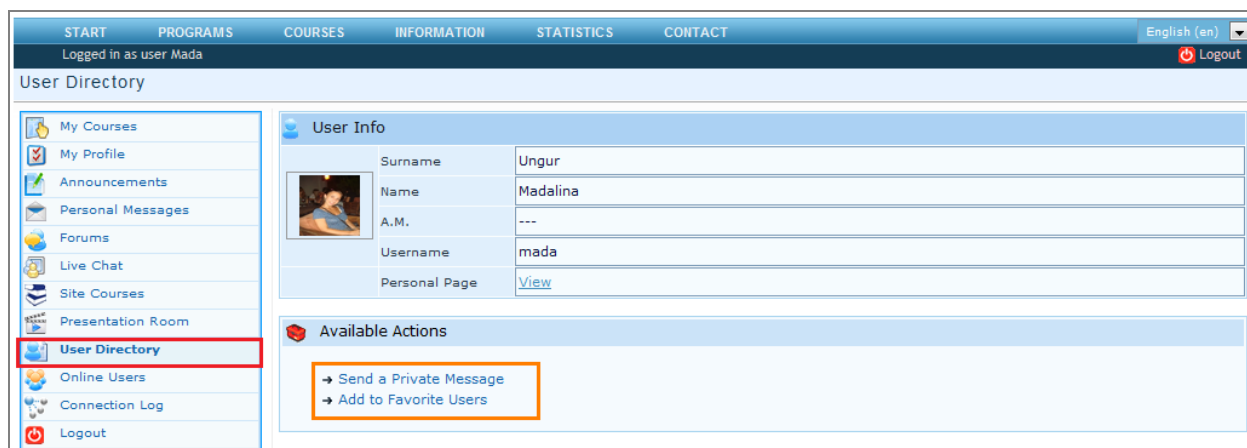 START PROGRAMS COURSES INFORMATION STATISTICS CONTACT English (en)
Logged in as user Mada Logout
User Directory
My Courses
My Profile
Announcements
Personal Messages
Forums
Live Chat
Site Courses
Presentation Room
User Directory
Online Users
Connection Log
Logout
User Info
Surname Ungur
Name Madalina
A.M. ---
Username mada
Personal Page View
Available Actions
→ Send a Private Message
→ Add to Favorite Users